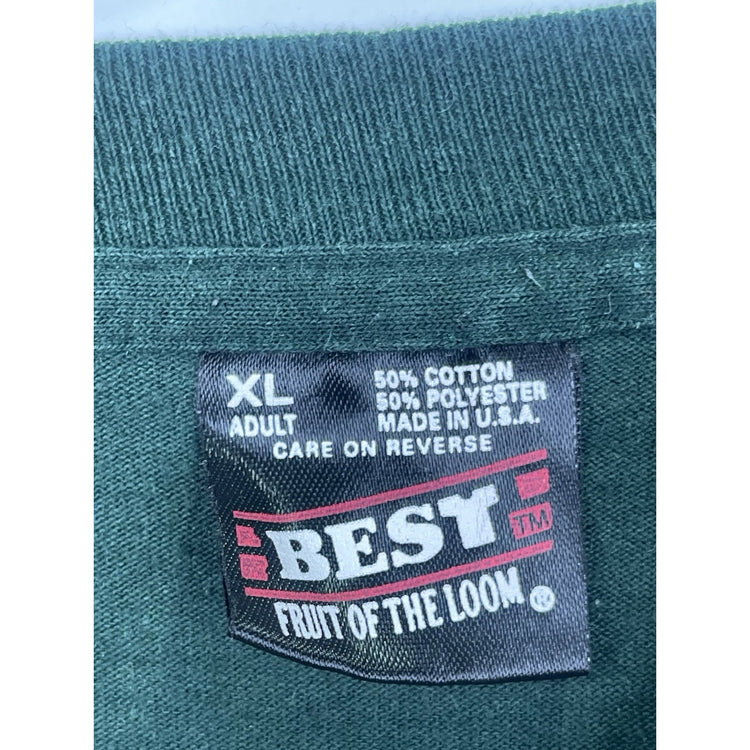 XL
ADULT
50% COTTON
50% POLYESTER
MADE IN U.S.A.
CARE ON REVERSE
BEST TM
FRUIT OF THE LOOM ®